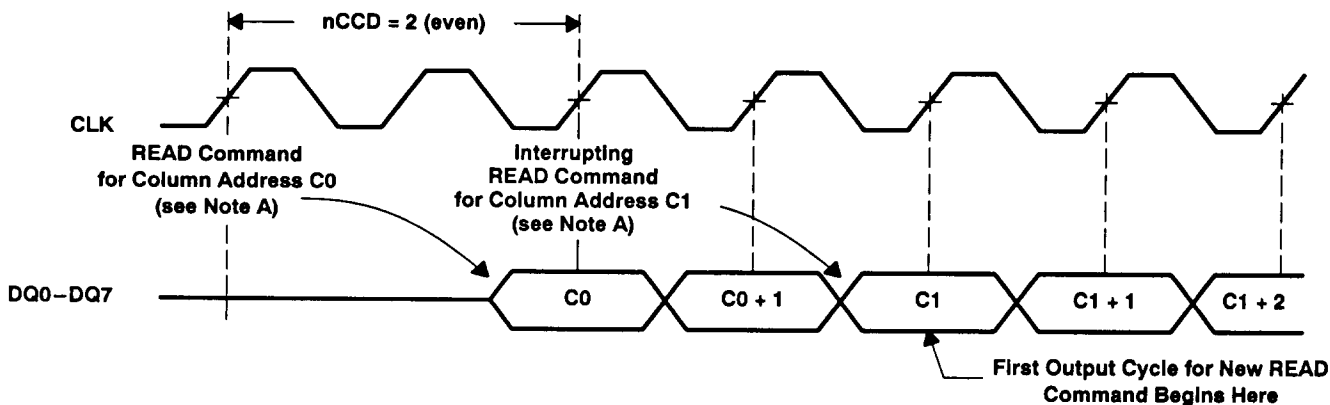 nCCD = 2 (even)
CLK
READ Command
for Column Address C0
(see Note A)
Interrupting
READ Command
for Column Address C1
(see Note A)
DQ0–DQ7
C0
C0 + 1
C1
C1 + 1
C1 + 2
First Output Cycle for New READ
Command Begins Here